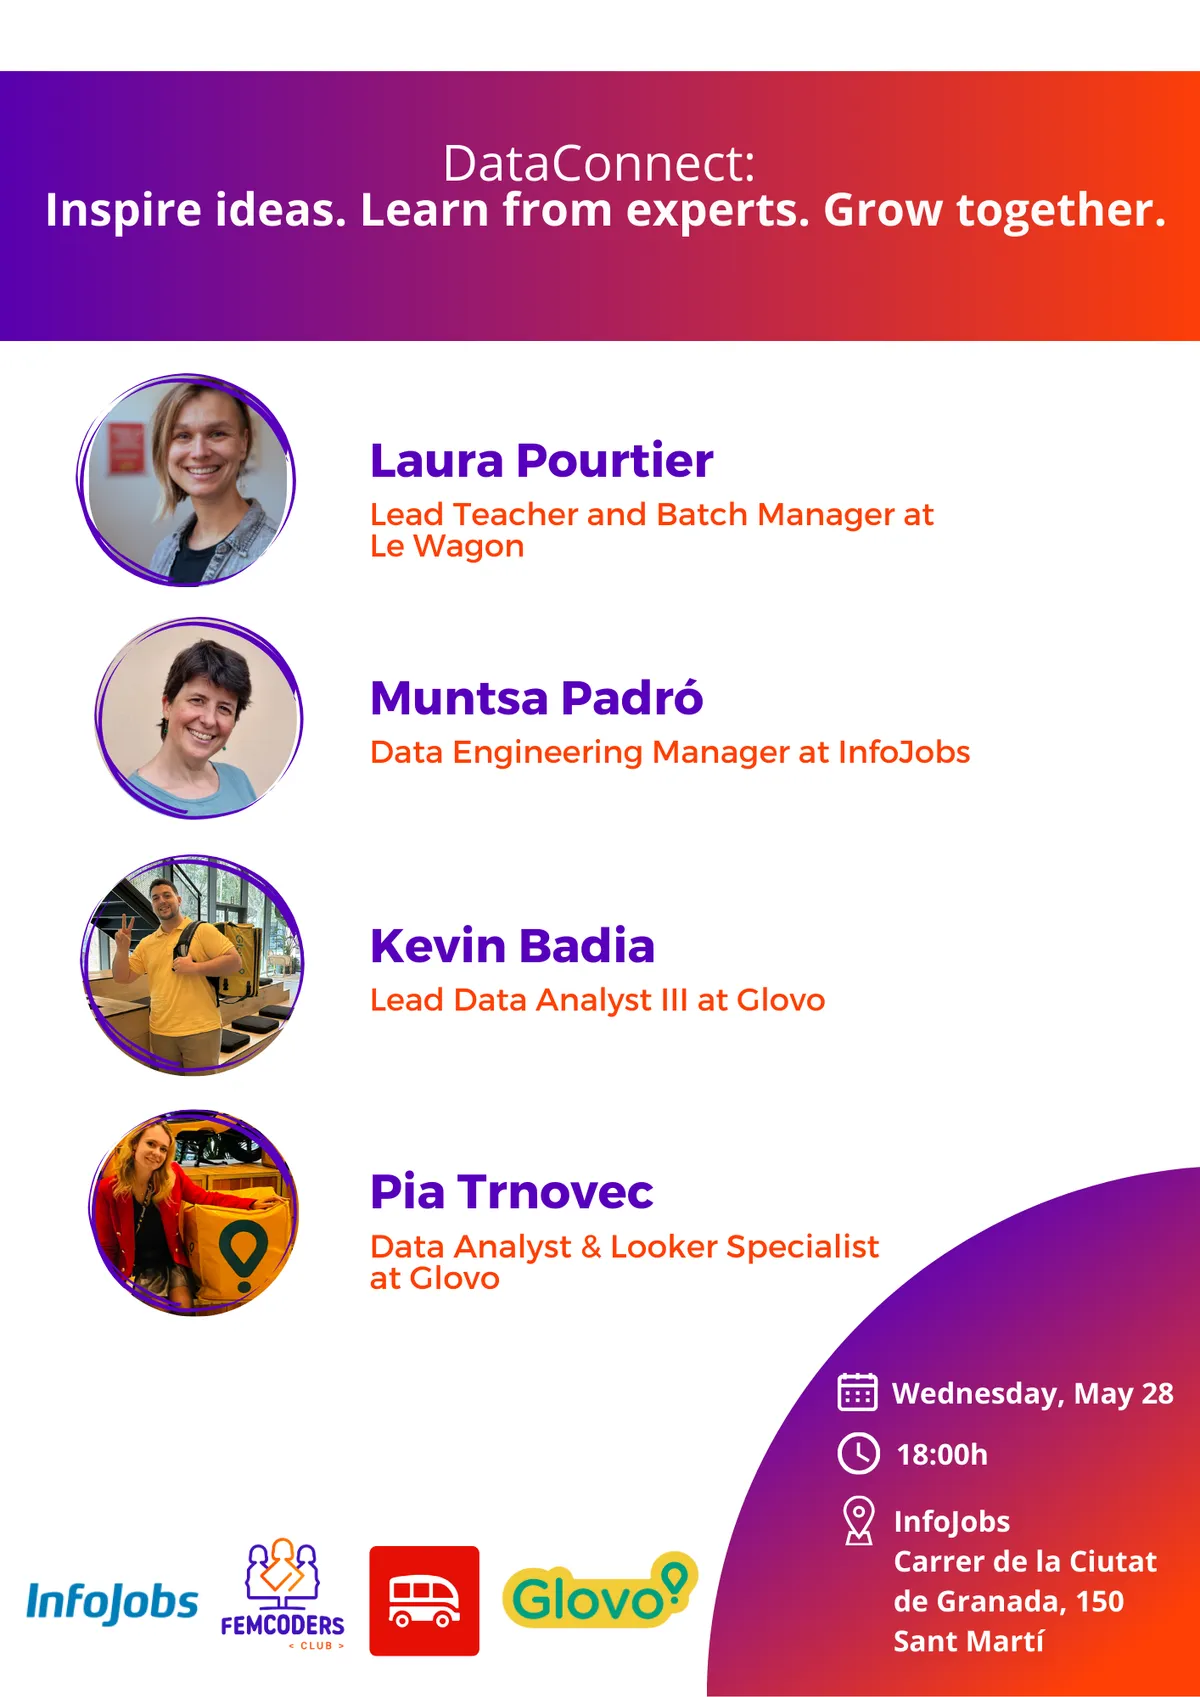 DataConnect:
Inspire ideas. Learn from experts. Grow together.
Laura Pourtier
Lead Teacher and Batch Manager at
Le Wagon
Muntsa Padró
Data Engineering Manager at InfoJobs
Kevin Badia
Lead Data Analyst III at Glovo
Pia Trnovec
Data Analyst & Looker Specialist
at Glovo
Wednesday, May 28
18:00h
InfoJobs
Carrer de la Ciutat
de Granada, 150
Sant Martí
InfoJobs
FEMCODERS
< CLUB >
Glovo